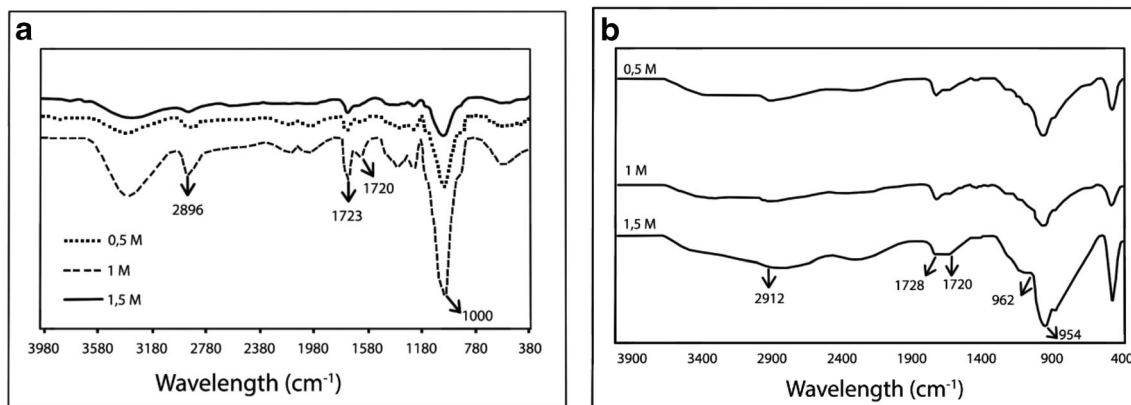 a
2896
1723
1720
1000
0,5 M
1 M
1,5 M
3980 3580 3180 2780 2380 1980 1580 1180 780 380
Wavelength (cm⁻¹)
b
0,5 M
1 M
1,5 M
2912
1728
1720
962
954
3900 3400 2900 2400 1900 1400 900 400
Wavelength (cm⁻¹)